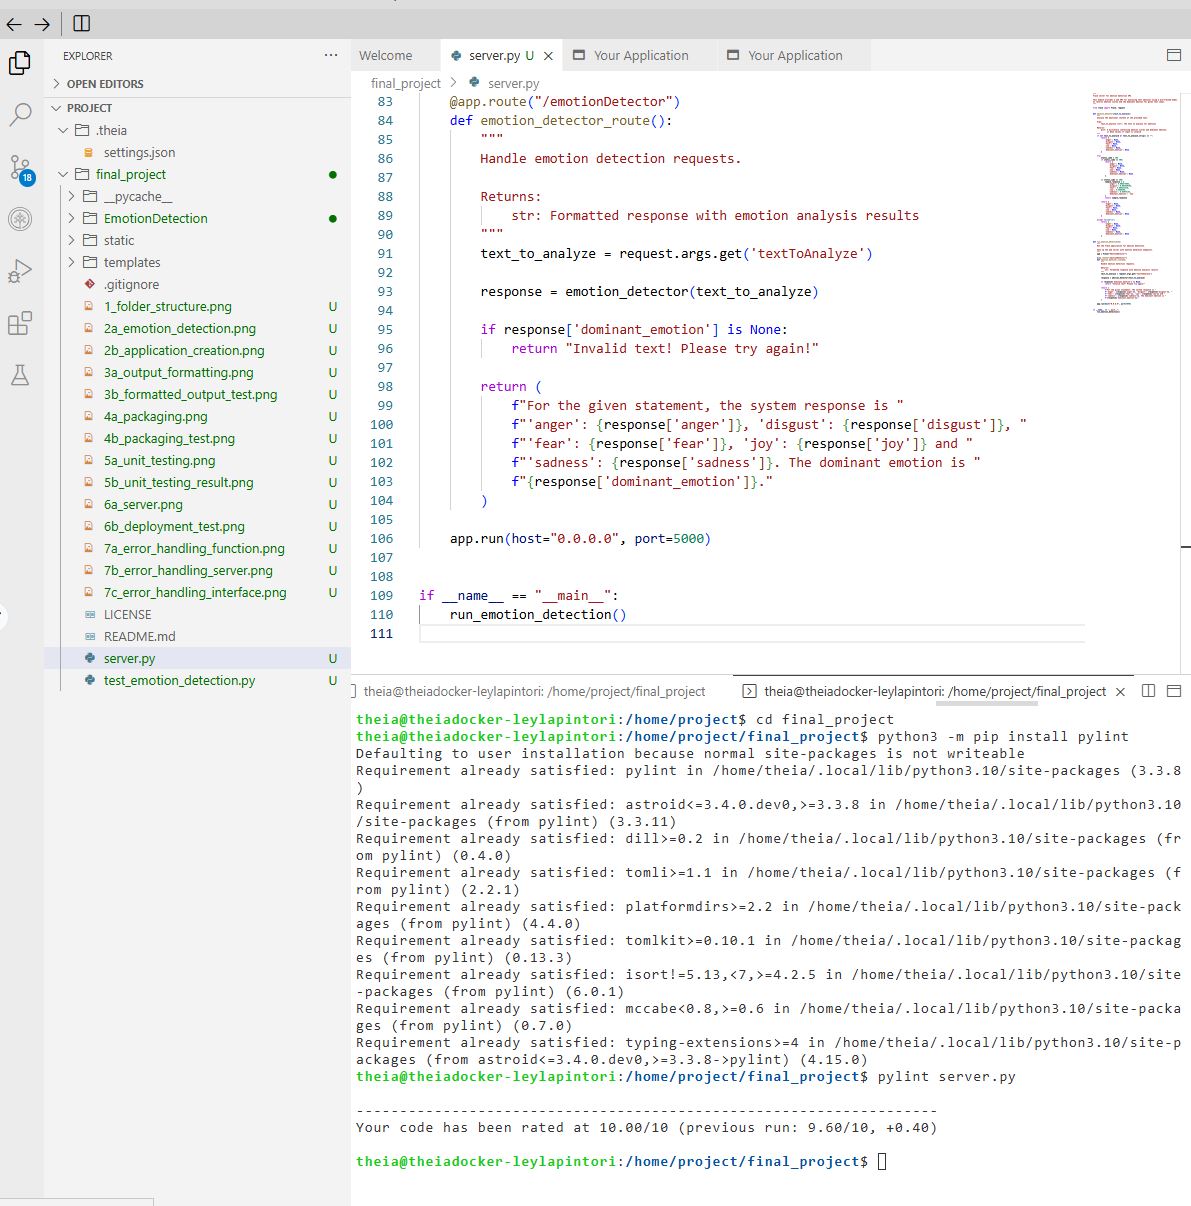 EXPLORER
...
OPEN EDITORS
PROJECT
.theia
settings.json
final_project
__pycache__
EmotionDetection
static
templates
.gitignore
1_folder_structure.png U
2a_emotion_detection.png U
2b_application_creation.png U
3a_output_formatting.png U
3b_formatted_output_test.png U
4a_packaging.png U
4b_packaging_test.png U
5a_unit_testing.png U
5b_unit_testing_result.png U
6a_server.png U
6b_deployment_test.png U
7a_error_handling_function.png U
7b_error_handling_server.png U
7c_error_handling_interface.png U
LICENSE
README.md
server.py U
test_emotion_detection.py U
18
Welcome server.py U Your Application Your Application
final_project > server.py
83 @app.route("/emotionDetector")
84 def emotion_detector_route():
85 """
86 Handle emotion detection requests.
87
88 Returns:
89 str: Formatted response with emotion analysis results
90 """
91 text_to_analyze = request.args.get('textToAnalyze')
92
93 response = emotion_detector(text_to_analyze)
94
95 if response['dominant_emotion'] is None:
96 return "Invalid text! Please try again!"
97
98 return (
99 f"For the given statement, the system response is "
100 f"'anger': {response['anger']}, 'disgust': {response['disgust']}, "
101 f"'fear': {response['fear']}, 'joy': {response['joy']} and "
102 f"'sadness': {response['sadness']}. The dominant emotion is "
103 f"{response['dominant_emotion']}."
104 )
105
106 app.run(host="0.0.0.0", port=5000)
107
108
109 if __name__ == "__main__":
110 run_emotion_detection()
111
theia@theiadocker-leylapintori: /home/project/final_project theia@theiadocker-leylapintori: /home/project/final_project
theia@theiadocker-leylapintori:/home/project$ cd final_project
theia@theiadocker-leylapintori:/home/project/final_project$ python3 -m pip install pylint
Defaulting to user installation because normal site-packages is not writeable
Requirement already satisfied: pylint in /home/theia/.local/lib/python3.10/site-packages (3.3.8
)
Requirement already satisfied: astroid<=3.4.0.dev0,>=3.3.8 in /home/theia/.local/lib/python3.10
/site-packages (from pylint) (3.3.11)
Requirement already satisfied: dill>=0.2 in /home/theia/.local/lib/python3.10/site-packages (fr
om pylint) (0.4.0)
Requirement already satisfied: tomli>=1.1 in /home/theia/.local/lib/python3.10/site-packages (f
rom pylint) (2.2.1)
Requirement already satisfied: platformdirs>=2.2 in /home/theia/.local/lib/python3.10/site-pack
ages (from pylint) (4.4.0)
Requirement already satisfied: tomlkit>=0.10.1 in /home/theia/.local/lib/python3.10/site-packag
es (from pylint) (0.13.3)
Requirement already satisfied: isort!=5.13,<7,>=4.2.5 in /home/theia/.local/lib/python3.10/site
-packages (from pylint) (6.0.1)
Requirement already satisfied: mccabe<0.8,>=0.6 in /home/theia/.local/lib/python3.10/site-packa
ges (from pylint) (0.7.0)
Requirement already satisfied: typing-extensions>=4 in /home/theia/.local/lib/python3.10/site-p
ackages (from astroid<=3.4.0.dev0,>=3.3.8->pylint) (4.15.0)
theia@theiadocker-leylapintori:/home/project/final_project$ pylint server.py

--------------------------------------------------------------------
Your code has been rated at 10.00/10 (previous run: 9.60/10, +0.40)

theia@theiadocker-leylapintori:/home/project/final_project$